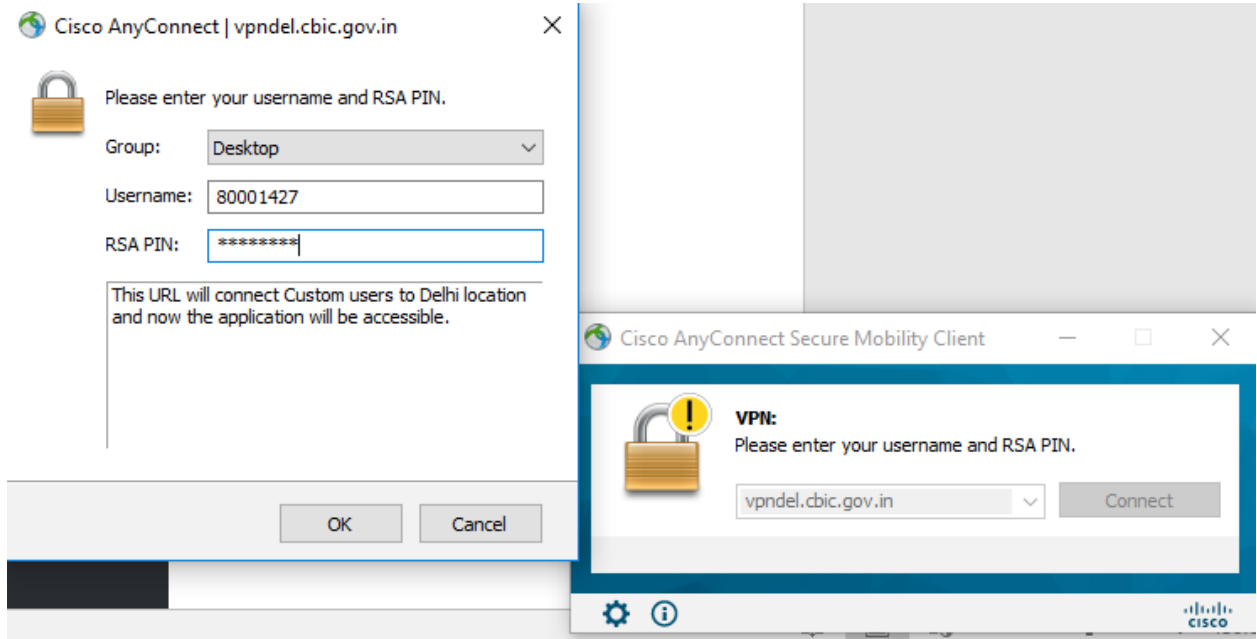 Cisco AnyConnect | vpndel.cbic.gov.in
Please enter your username and RSA PIN.
Group: Desktop
Username: 80001427
RSA PIN: ********
This URL will connect Custom users to Delhi location
and now the application will be accessible.
OK Cancel
Cisco AnyConnect Secure Mobility Client
VPN:
Please enter your username and RSA PIN.
vpndel.cbic.gov.in Connect
CISCO